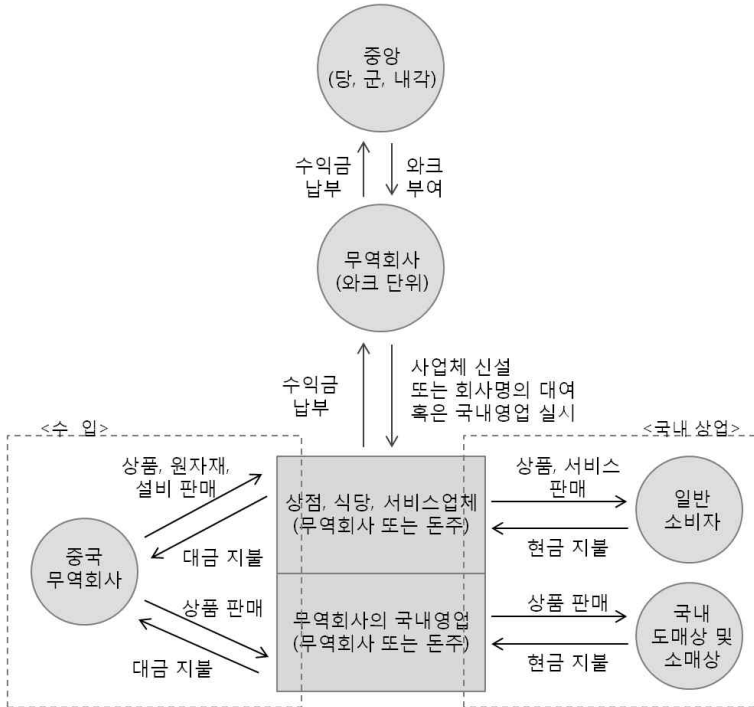 중앙
(당, 군, 내각)
수익금
납부
와크
부여
무역회사
(와크 단위)
수익금
납부
사업체 신설
또는 회사명의 대여
혹은 국내영업 실시
<수 입>
<국내 상업>
상품, 원자재,
설비 판매
대금 지불
중국
무역회사
상품 판매
대금 지불
상점, 식당, 서비스업체
(무역회사 또는 돈주)
무역회사의 국내영업
(무역회사 또는 돈주)
상품, 서비스
판매
현금 지불
일반
소비자
상품 판매
현금 지불
국내
도매상 및
소매상